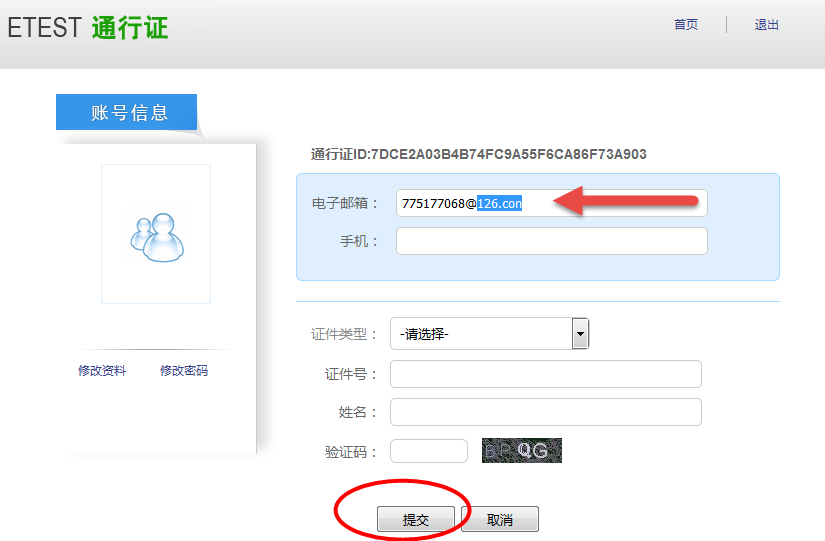 ETEST 通行证
首页
退出
账号信息
通行证ID:7DCE2A03B4B74FC9A55F6CA86F73A903
电子邮箱： 775177068@126.con
手机：
证件类型： -请选择-
修改资料 修改密码
证件号：
姓名：
验证码： BP QG
提交 取消